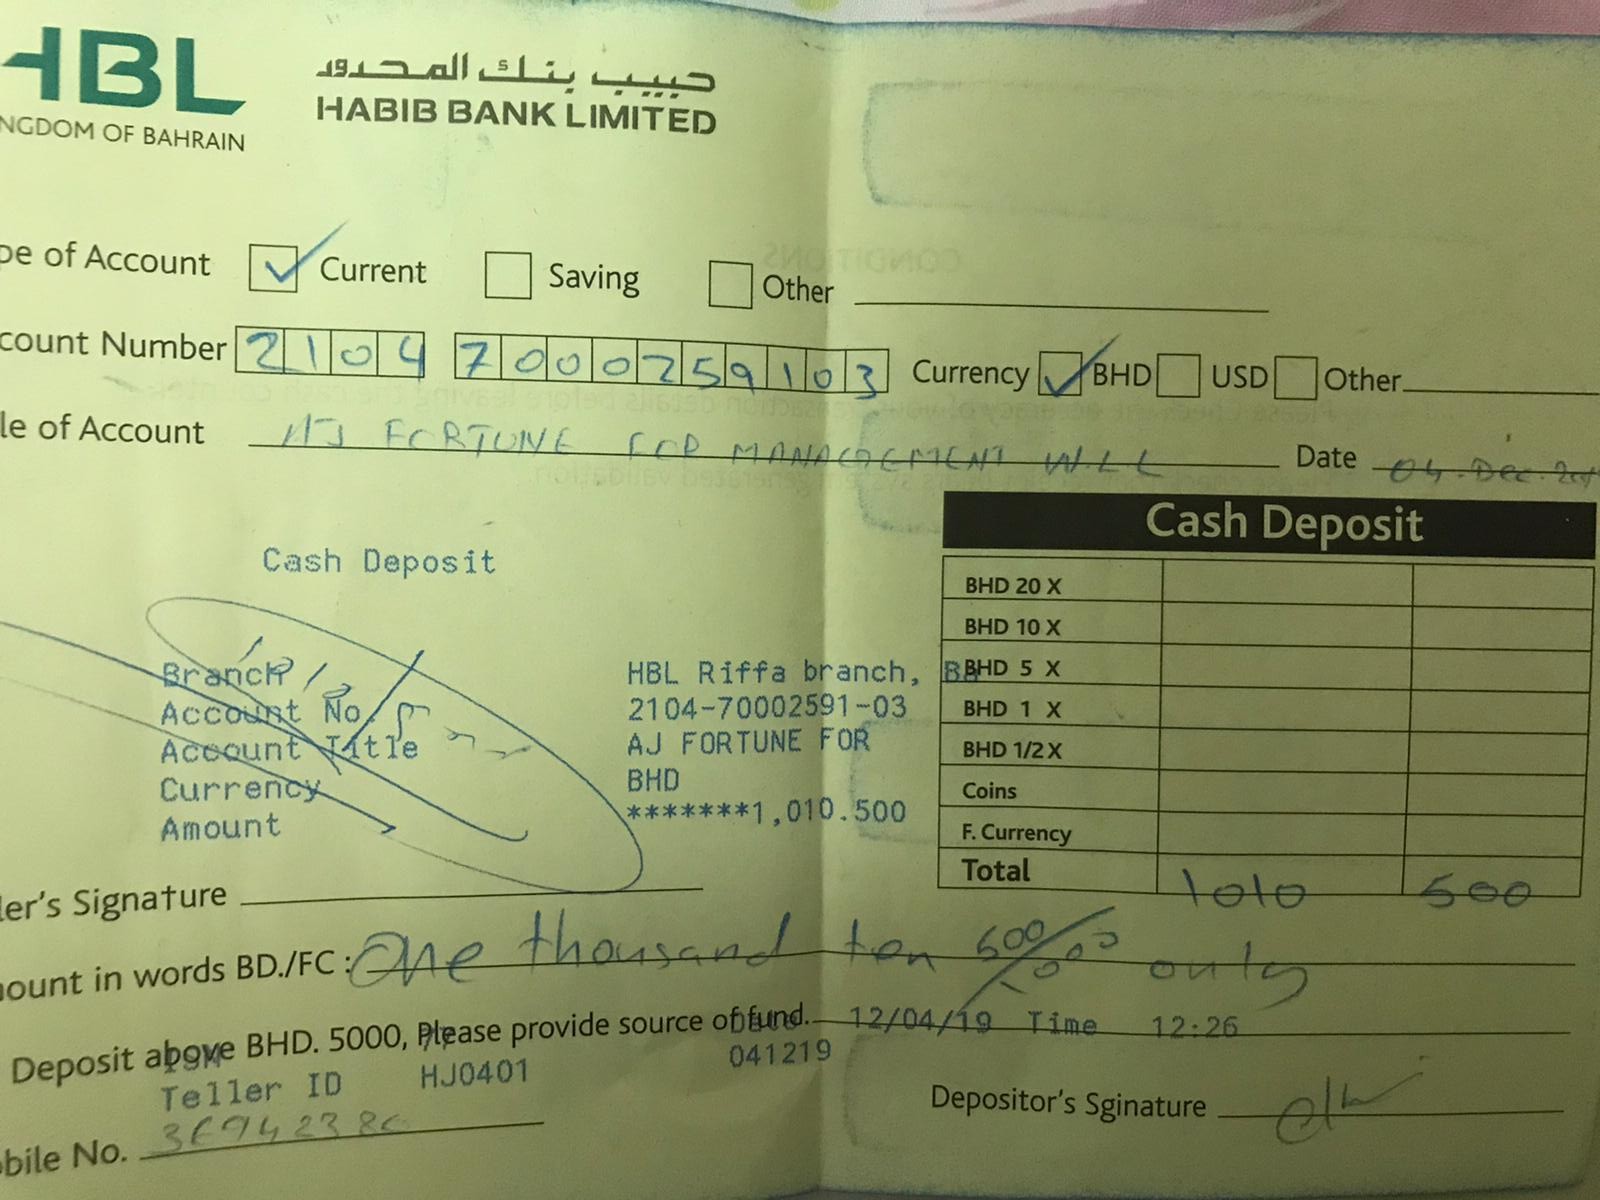 HBL
NGDOM OF BAHRAIN
حبيب بنك المحدود
HABIB BANK LIMITED
pe of Account Current Saving Other
count Number 2104 7000259103 Currency BHD USD Other
le of Account AJ FORTUNE FOR MANAGEMENT W.L.L Date 04.Dec.
Cash Deposit
Cash Deposit
BHD 20 X
BHD 10 X
BHD 5 X
BHD 1 X
BHD 1/2 X
Coins
F. Currency
Total 1010 500
Branch HBL Riffa branch, BA
Account No. 2104-70002591-03
Account Title AJ FORTUNE FOR
Currency BHD
Amount *******1,010.500
ler's Signature
ount in words BD./FC : One thousand ten 500/ only
Deposit above BHD. 5000, Please provide source of fund. 12/04/19 Time 12:26
Teller ID HJ0401 041219
Depositor's Sginature
bile No.